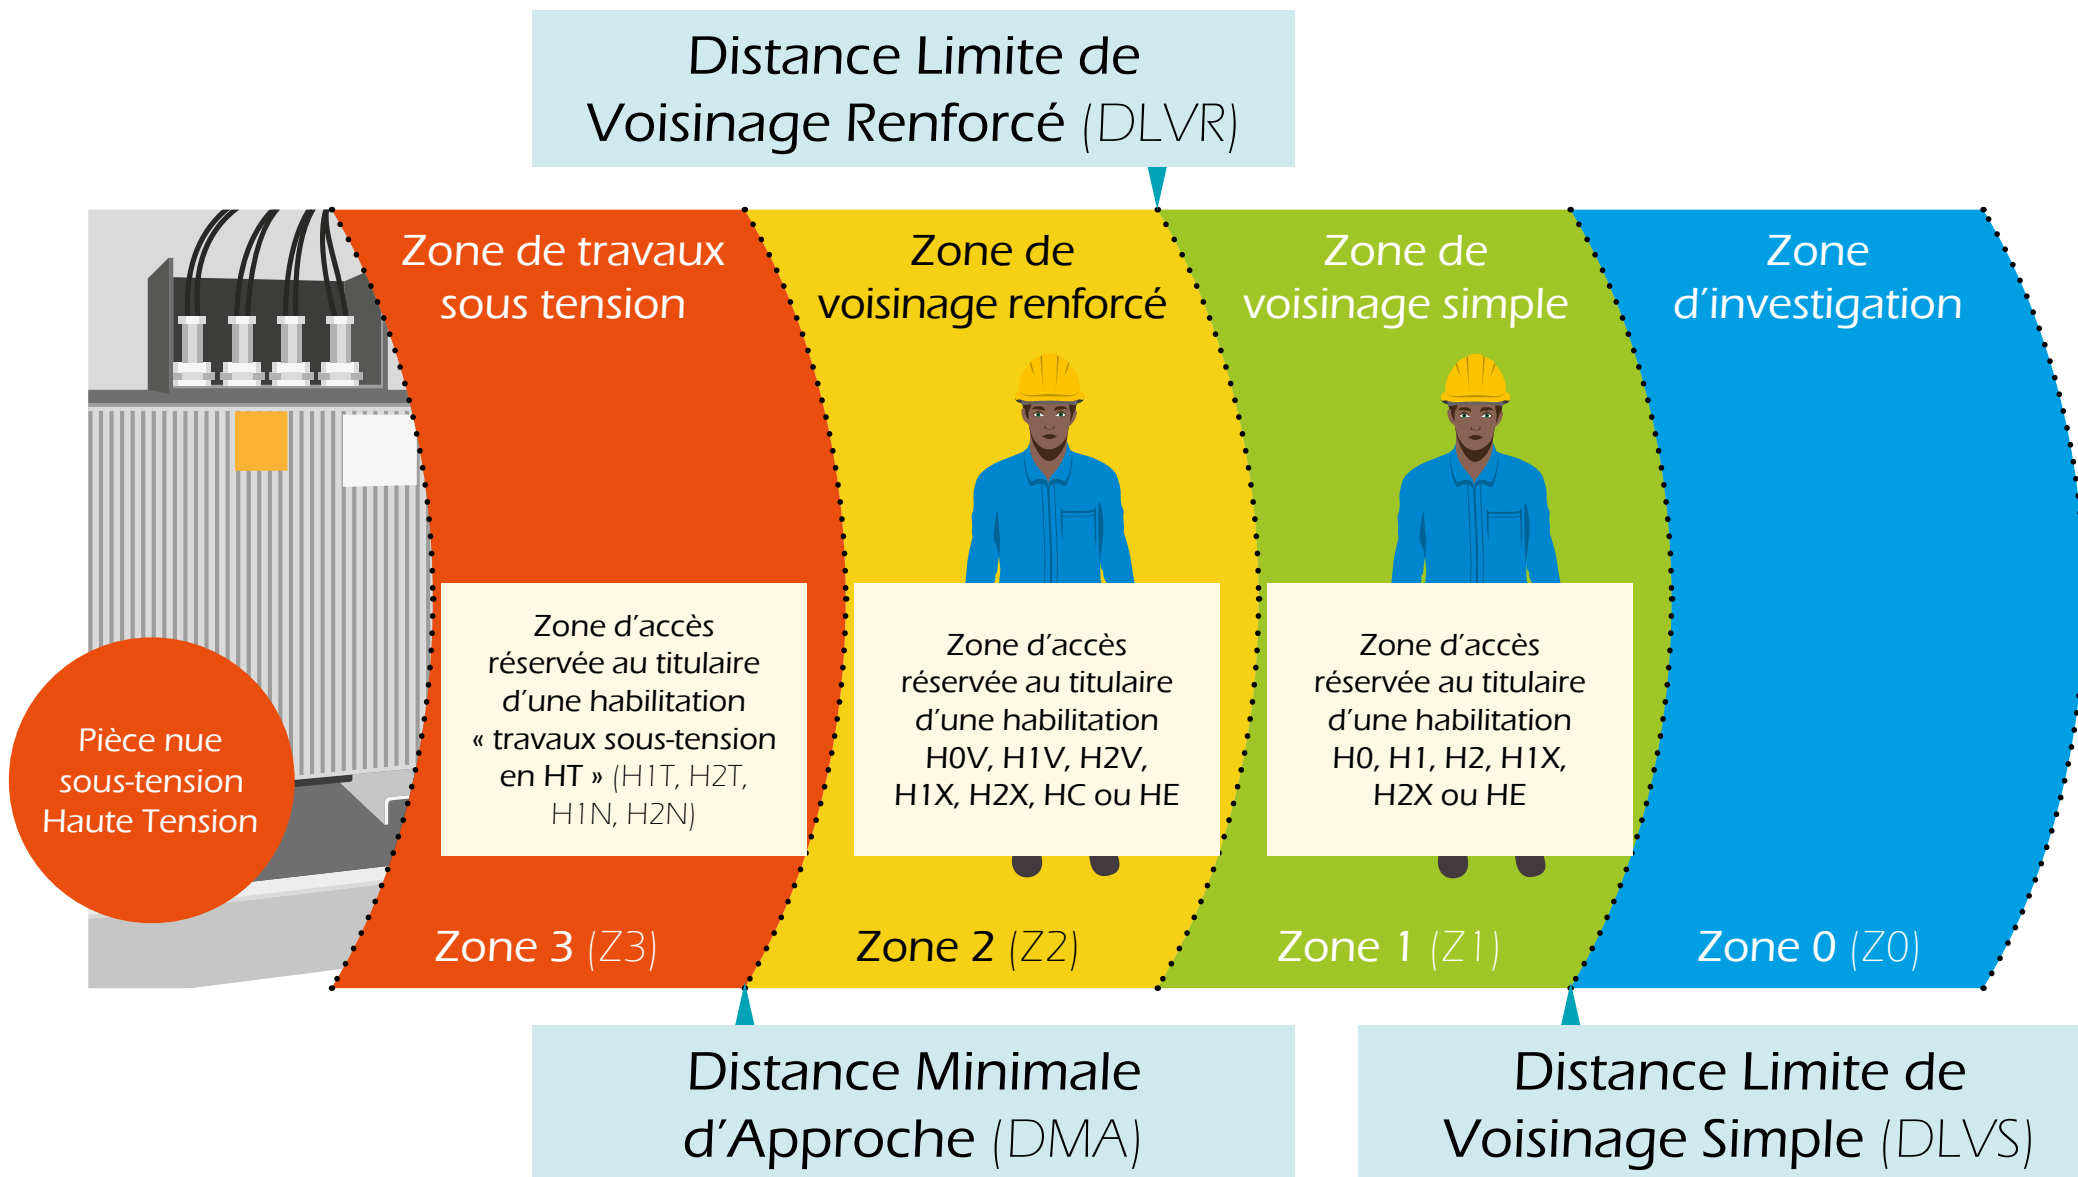 Distance Limite de
Voisinage Renforcé (DLVR)
Zone de travaux
sous tension
Zone de
voisinage renforcé
Zone de
voisinage simple
Zone
d'investigation
Pièce nue
sous-tension
Haute Tension
Zone d'accès
réservée au titulaire
d'une habilitation
« travaux sous-tension
en HT » (H1T, H2T,
H1N, H2N)
Zone d'accès
réservée au titulaire
d'une habilitation
H0V, H1V, H2V,
H1X, H2X, HC ou HE
Zone d'accès
réservée au titulaire
d'une habilitation
H0, H1, H2, H1X,
H2X ou HE
Zone 3 (Z3)
Zone 2 (Z2)
Zone 1 (Z1)
Zone 0 (Z0)
Distance Minimale
d'Approche (DMA)
Distance Limite de
Voisinage Simple (DLVS)